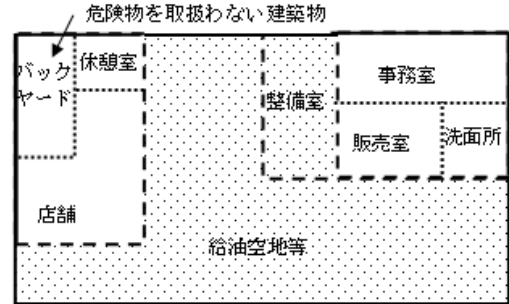 危険物を取扱わない建築物
バック
ヤード
休憩室
店舗
整備室
事務室
販売室
洗面所
給油空地等